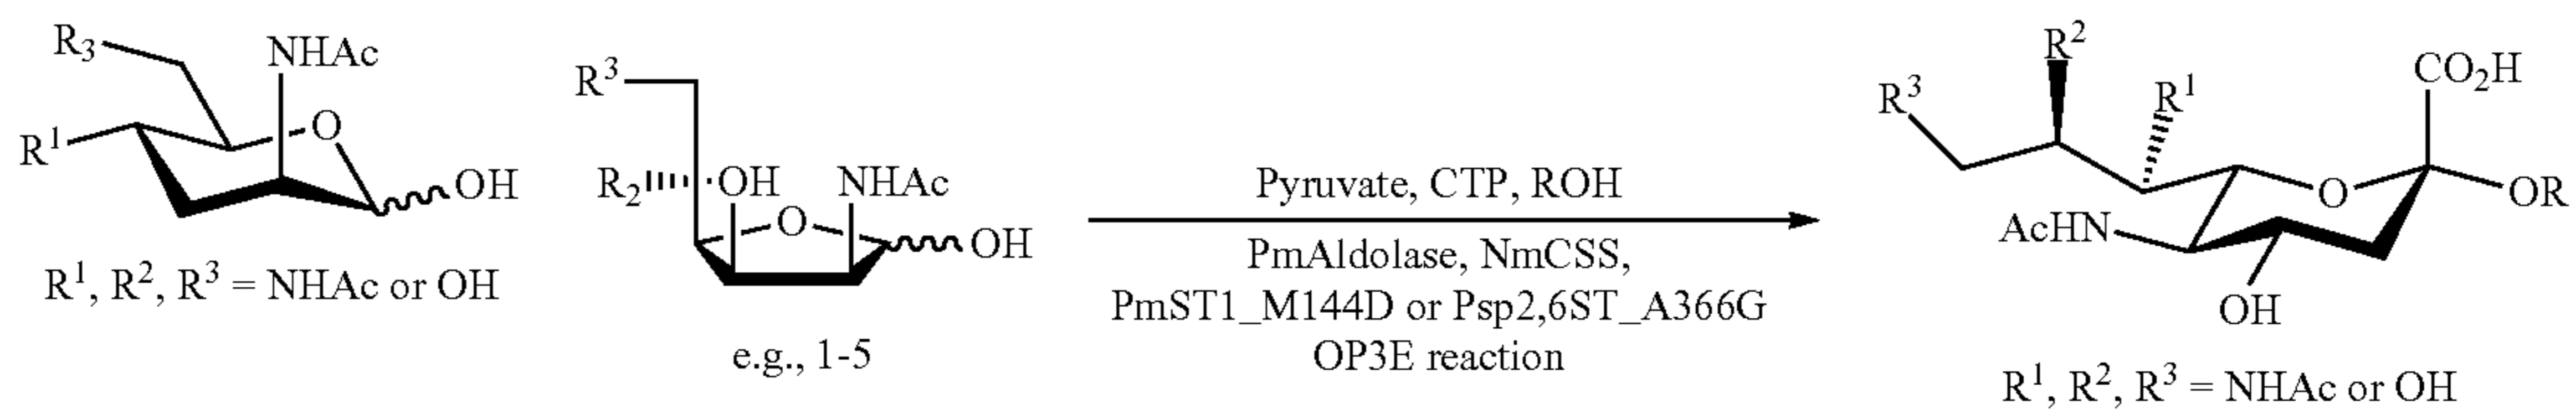 R₃
NHAc
O
R¹
OH
R¹, R², R³ = NHAc or OH
R³
R₂
OH
NHAc
O
OH
e.g., 1-5
Pyruvate, CTP, ROH
PmAldolase, NmCSS,
PmST1_M144D or Psp2,6ST_A366G
OP3E reaction
R²
CO₂H
R³
R¹
O
OR
AcHN
OH
R¹, R², R³ = NHAc or OH